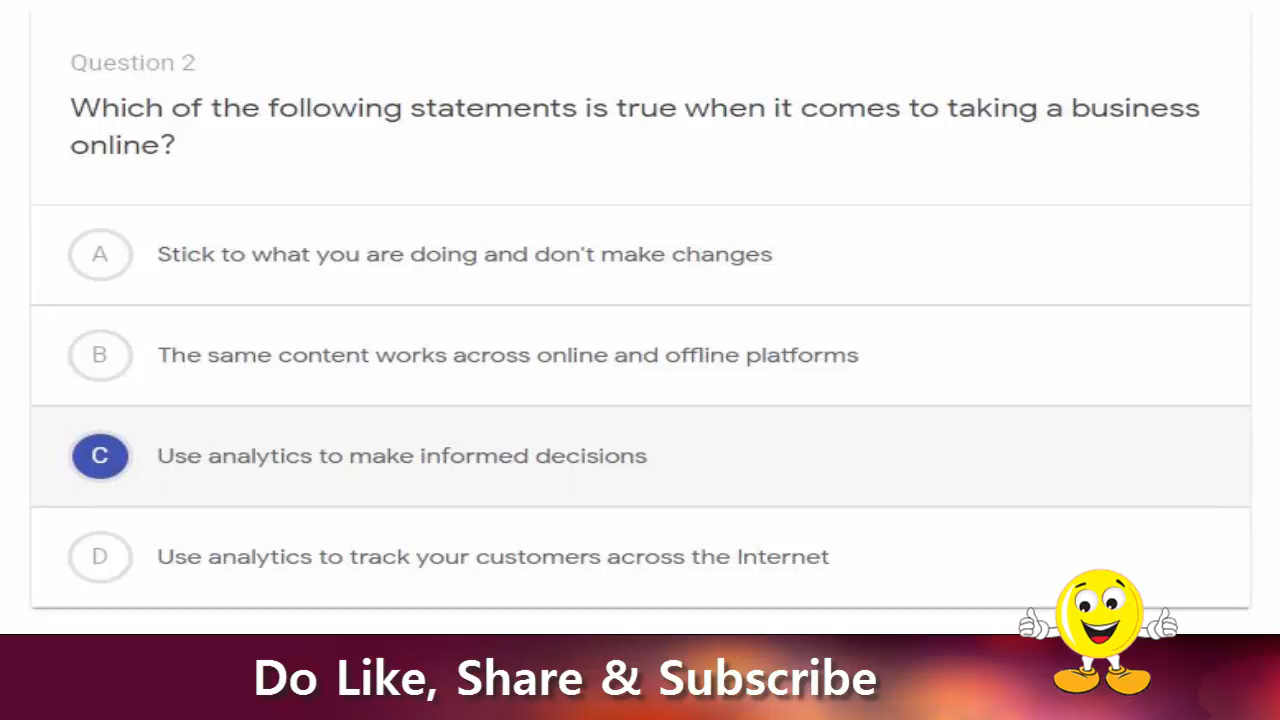 Question 2
Which of the following statements is true when it comes to taking a business
online?
A Stick to what you are doing and don't make changes
B The same content works across online and offline platforms
C Use analytics to make informed decisions
D Use analytics to track your customers across the Internet
Do Like, Share & Subscribe